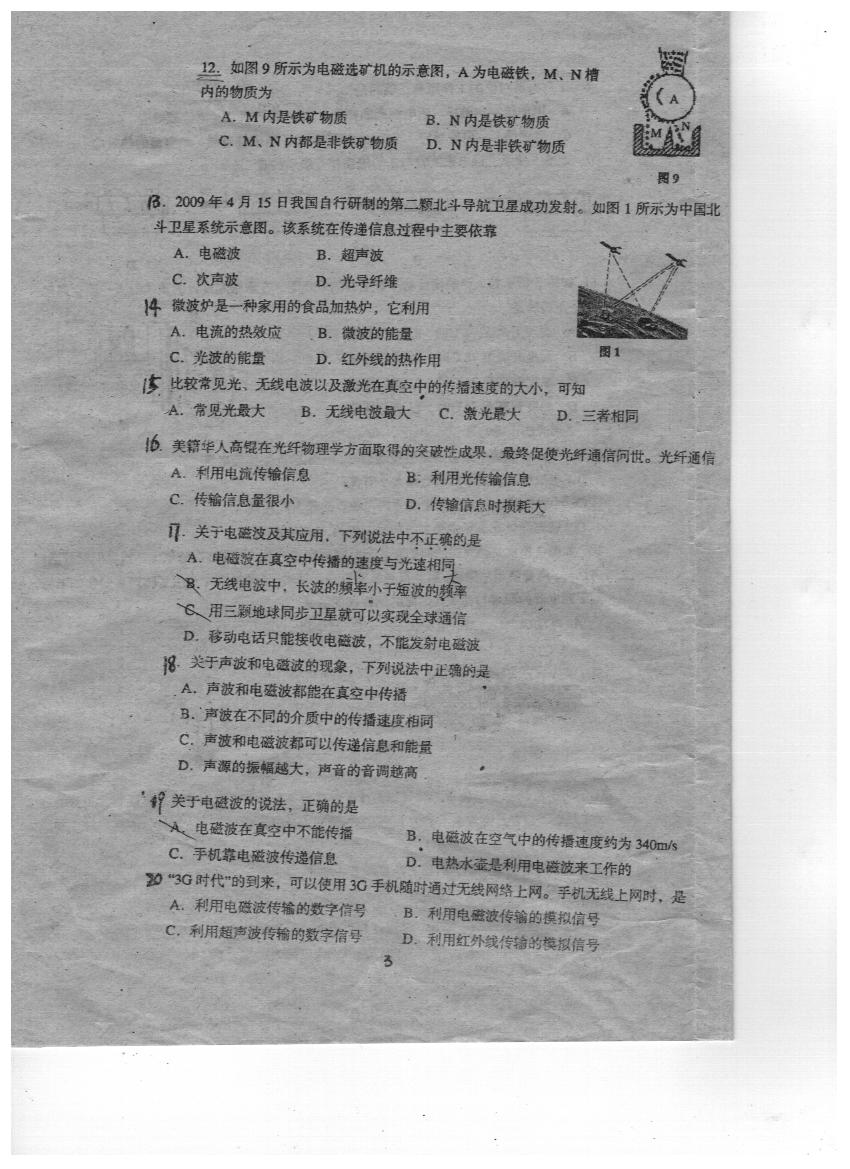 12. 如图 9 所示为电磁选矿机的示意图，A 为电磁铁，M、N 槽
内的物质为
A．M 内是铁矿物质 B．N 内是铁矿物质
C．M、N 内都是非铁矿物质 D．N 内是非铁矿物质
A
M N
图 9
13．2009 年 4 月 15 日我国自行研制的第二颗北斗导航卫星成功发射。如图 1 所示为中国北
斗卫星系统示意图。该系统在传递信息过程中主要依靠
A．电磁波 B．超声波
C．次声波 D．光导纤维
14 微波炉是一种家用的食品加热炉，它利用
A．电流的热效应 B．微波的能量
C．光波的能量 D．红外线的热作用
图 1
15. 比较常见光、无线电波以及激光在真空中的传播速度的大小，可知
A．常见光最大 B．无线电波最大 C．激光最大 D．三者相同
16. 美籍华人高锟在光纤物理学方面取得的突破性成果，最终促使光纤通信问世。光纤通信
A．利用电流传输信息 B．利用光传输信息
C．传输信息量很小 D．传输信息时损耗大
17．关于电磁波及其应用，下列说法中不正确的是
A．电磁波在真空中传播的速度与光速相同
B．无线电波中，长波的频率小于短波的频率
小 大
C．用三颗地球同步卫星就可以实现全球通信
D．移动电话只能接收电磁波，不能发射电磁波
18．关于声波和电磁波的现象，下列说法中正确的是
A．声波和电磁波都能在真空中传播
B．声波在不同的介质中的传播速度相同
C．声波和电磁波都可以传递信息和能量
D．声源的振幅越大，声音的音调越高
19 关于电磁波的说法，正确的是
A．电磁波在真空中不能传播 B．电磁波在空气中的传播速度约为 340m/s
C．手机靠电磁波传递信息 D．电热水壶是利用电磁波来工作的
20 “3G 时代”的到来，可以使用 3G 手机随时通过无线网络上网。手机无线上网时，是
A．利用电磁波传输的数字信号 B．利用电磁波传输的模拟信号
C．利用超声波传输的数字信号 D．利用红外线传输的模拟信号
3